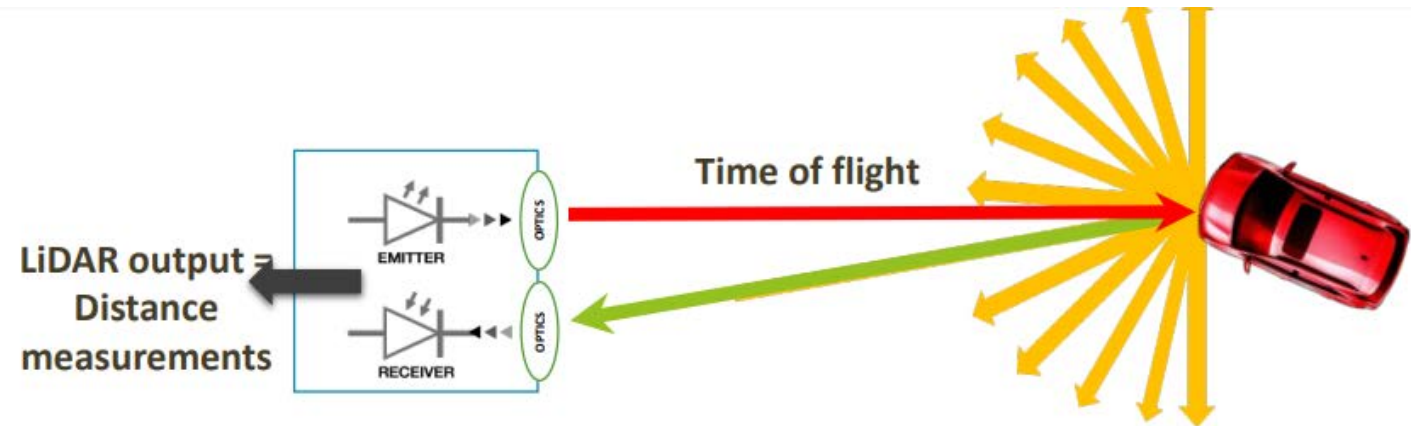 Time of flight
OPTICS
EMITTER
LiDAR output =
Distance
measurements
OPTICS
RECEIVER